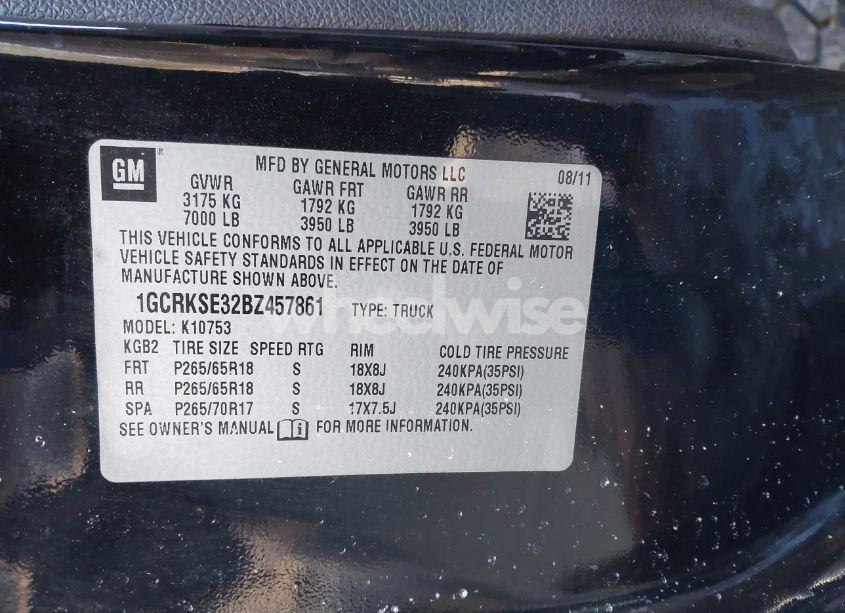 GM
MFD BY GENERAL MOTORS LLC 08/11
GVWR GAWR FRT GAWR RR
3175 KG 1792 KG 1792 KG
7000 LB 3950 LB 3950 LB
THIS VEHICLE CONFORMS TO ALL APPLICABLE U.S. FEDERAL MOTOR
VEHICLE SAFETY STANDARDS IN EFFECT ON THE DATE OF
MANUFACTURE SHOWN ABOVE.
1GCRKSE32BZ457861 TYPE: TRUCK
wheelwise
MODEL: K10753
KGB2 TIRE SIZE SPEED RTG RIM COLD TIRE PRESSURE
FRT P265/65R18 S 18X8J 240KPA(35PSI)
RR P265/65R18 S 18X8J 240KPA(35PSI)
SPA P265/70R17 S 17X7.5J 240KPA(35PSI)
SEE OWNER'S MANUAL FOR MORE INFORMATION.